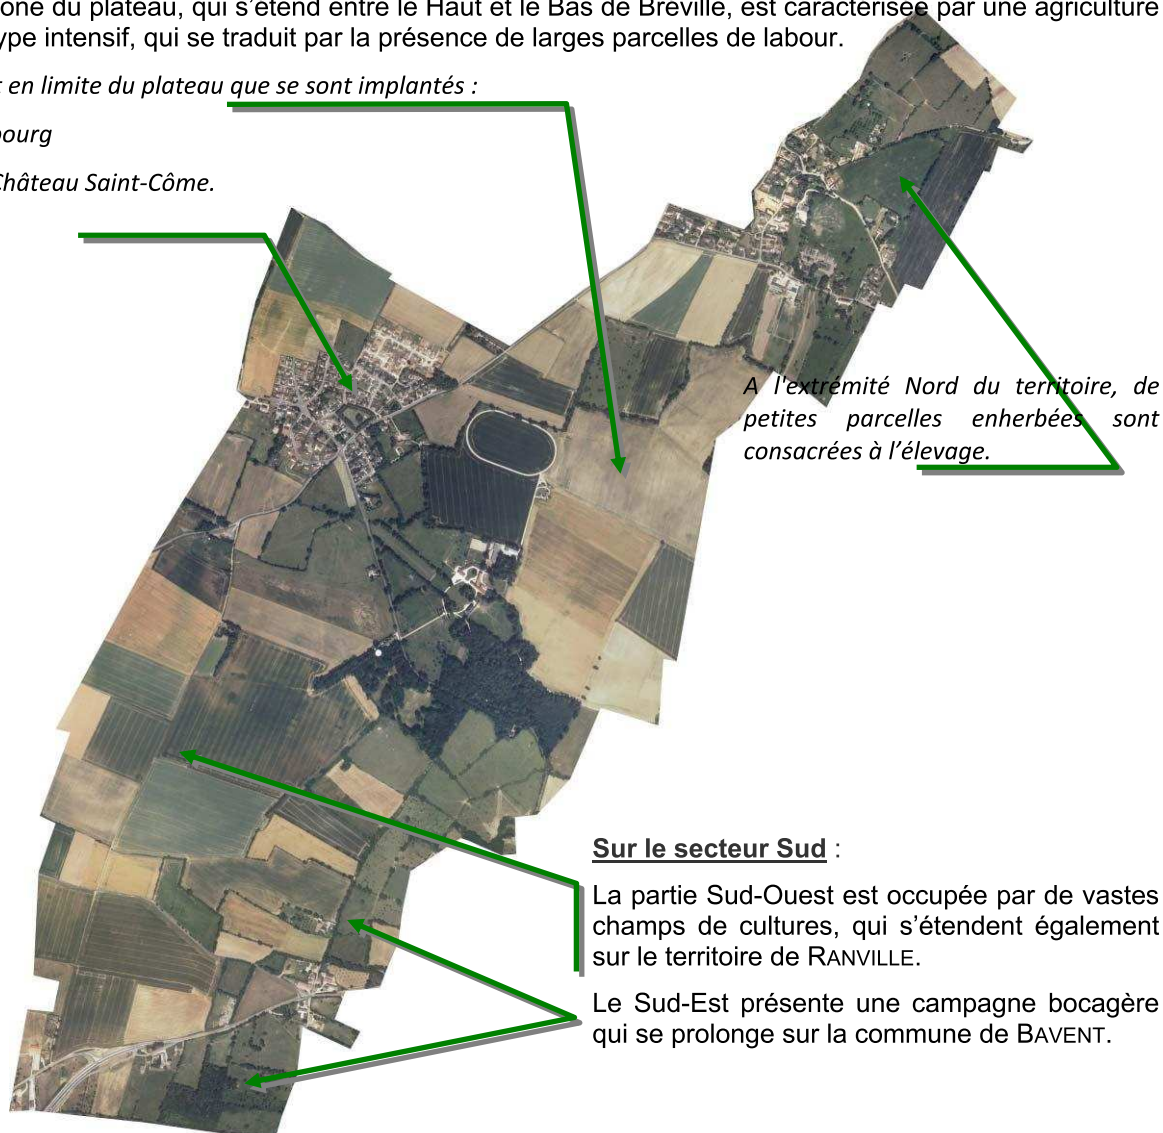 one du plateau, qui s’étend entre le Haut et le Bas de Bréville, est caractérisée par une agriculture
ype intensif, qui se traduit par la présence de larges parcelles de labour.
t en limite du plateau que se sont implantés :
bourg
Château Saint-Côme.
A l'extrémité Nord du territoire, de
petites parcelles enherbées sont
consacrées à l’élevage.
Sur le secteur Sud :
La partie Sud-Ouest est occupée par de vastes
champs de cultures, qui s’étendent également
sur le territoire de RANVILLE.
Le Sud-Est présente une campagne bocagère
qui se prolonge sur la commune de BAVENT.